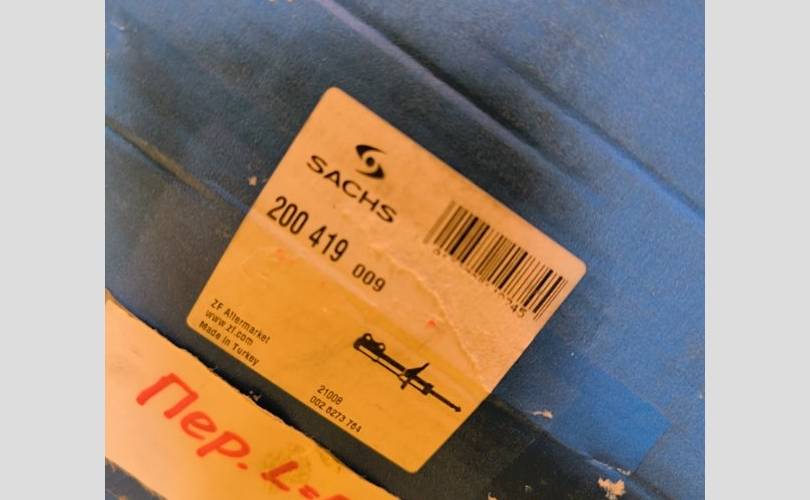 SACHS
200 419 009
ZF Aftermarket
www.zf.com
Made in Turkey
21008
002 8273 764
Пер. L=